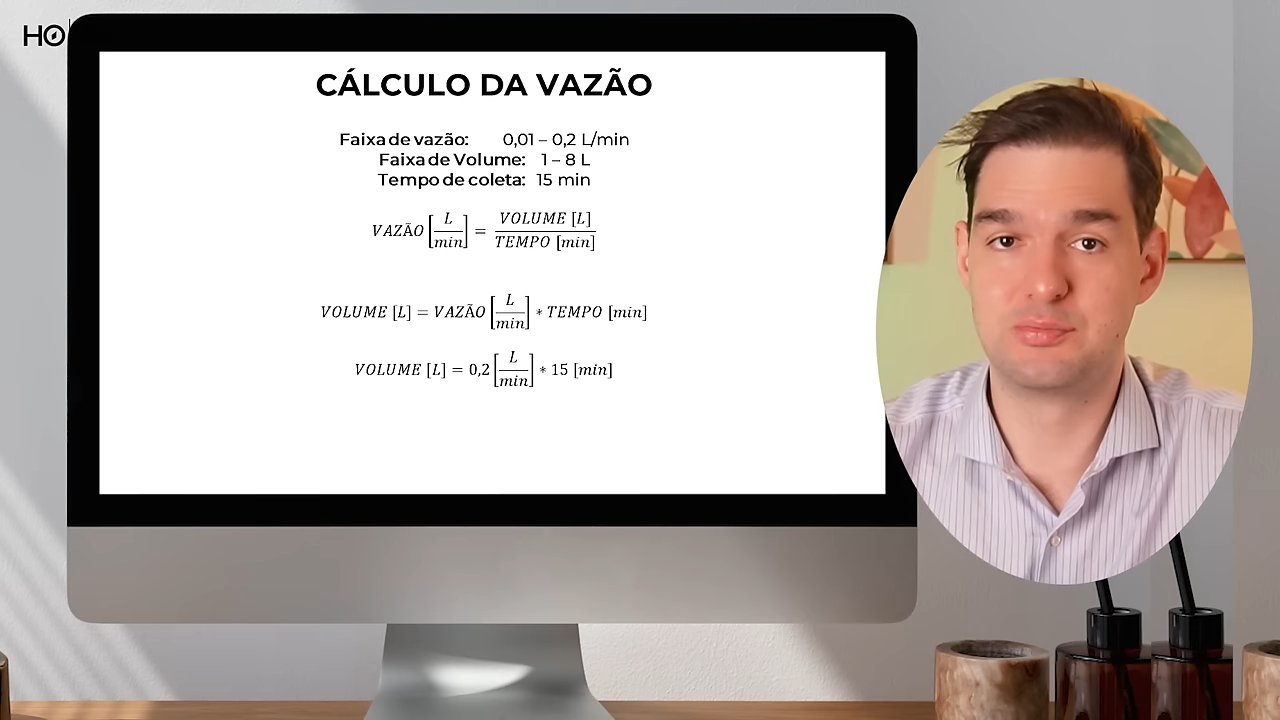 HO
CÁLCULO DA VAZÃO
Faixa de vazão: 0,01 – 0,2 L/min
Faixa de Volume: 1 – 8 L
Tempo de coleta: 15 min
VAZÃO [L/min] = VOLUME [L] / TEMPO [min]
VOLUME [L] = VAZÃO [L/min] * TEMPO [min]
VOLUME [L] = 0,2 [L/min] * 15 [min]